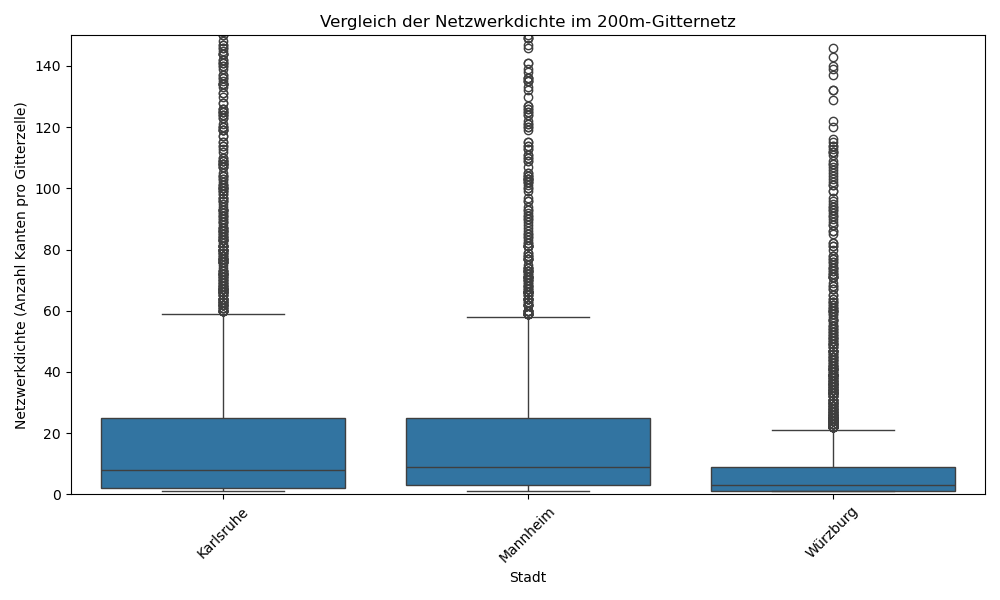 Vergleich der Netzwerkdichte im 200m-Gitternetz
Netzwerkdichte (Anzahl Kanten pro Gitterzelle)
140
120
100
80
60
40
20
0
Karlsruhe
Mannheim
Würzburg
Stadt